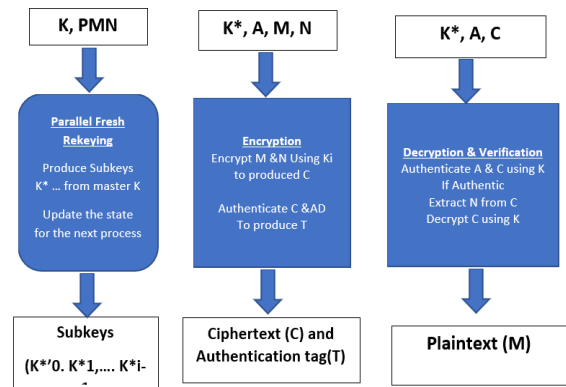 K, PMN
Parallel Fresh
Rekeying
Produce Subkeys
K* ... from master K
Update the state
for the next process
Subkeys
(K*'0. K*1,.... K*i-
1
K*, A, M, N
Encryption
Encrypt M &N Using Ki
to produced C
Authenticate C &AD
To produce T
Ciphertext (C) and
Authentication tag(T)
K*, A, C
Decryption & Verification
Authenticate A & C using K
If Authentic
Extract N from C
Decrypt C using K
Plaintext (M)